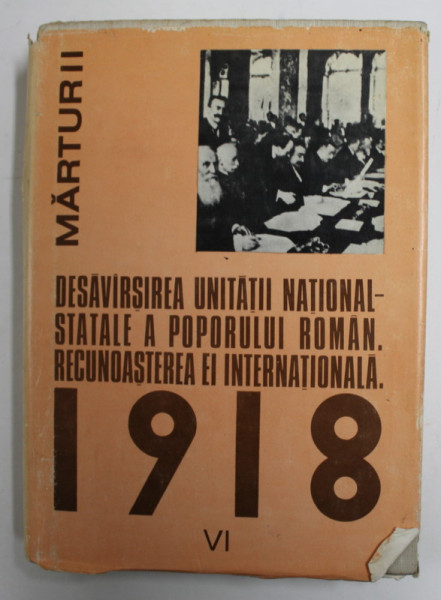 MĂRTURII
DESĂVÎRȘIREA UNITĂȚII NAȚIONAL-
STATALE A POPORULUI ROMÂN.
RECUNOAȘTEREA EI INTERNAȚIONALĂ.
1918
VI